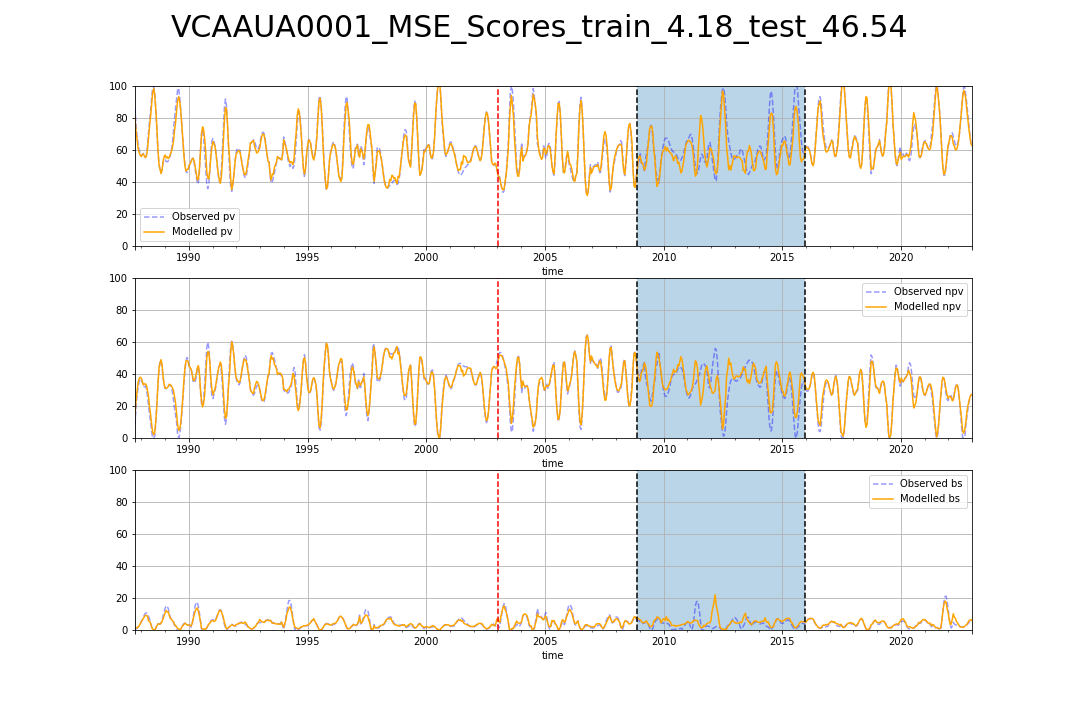 VCAAUA0001_MSE_Scores_train_4.18_test_46.54
100
80
60
40
20
0
Observed pv
Modelled pv
1990 1995 2000 2005 2010 2015 2020
time
100
80
60
40
20
0
Observed npv
Modelled npv
1990 1995 2000 2005 2010 2015 2020
time
100
80
60
40
20
0
Observed bs
Modelled bs
1990 1995 2000 2005 2010 2015 2020
time